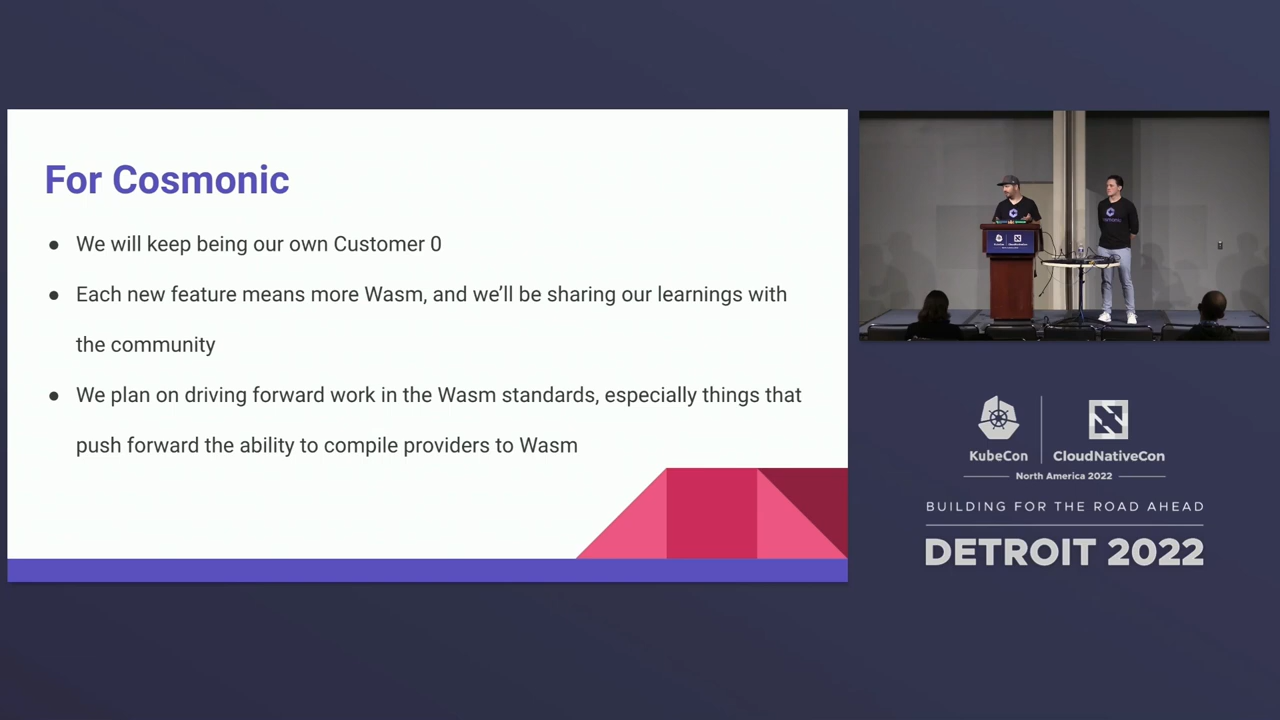 For Cosmonic
● We will keep being our own Customer 0
● Each new feature means more Wasm, and we’ll be sharing our learnings with
the community
● We plan on driving forward work in the Wasm standards, especially things that
push forward the ability to compile providers to Wasm
KubeCon
CloudNativeCon
North America 2022
BUILDING FOR THE ROAD AHEAD
DETROIT 2022